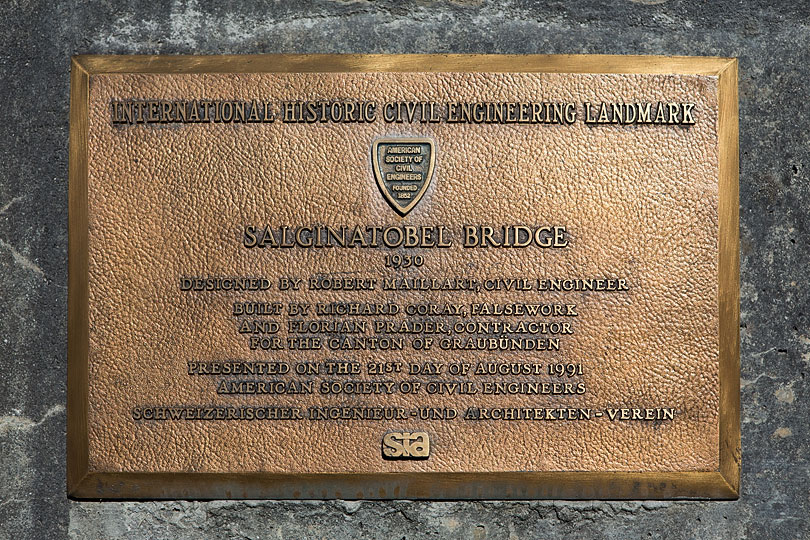 INTERNATIONAL HISTORIC CIVIL ENGINEERING LANDMARK
AMERICAN
SOCIETY OF
CIVIL
ENGINEERS
FOUNDED
1852
SALGINATOBEL BRIDGE
1930
DESIGNED BY ROBERT MAILLART, CIVIL ENGINEER
BUILT BY RICHARD CORAY, FALSEWORK
AND FLORIAN PRADER, CONTRACTOR
FOR THE CANTON OF GRAUBÜNDEN
PRESENTED ON THE 21ST DAY OF AUGUST 1991
AMERICAN SOCIETY OF CIVIL ENGINEERS
SCHWEIZERISCHER INGENIEUR-UND ARCHITEKTEN-VEREIN
sia